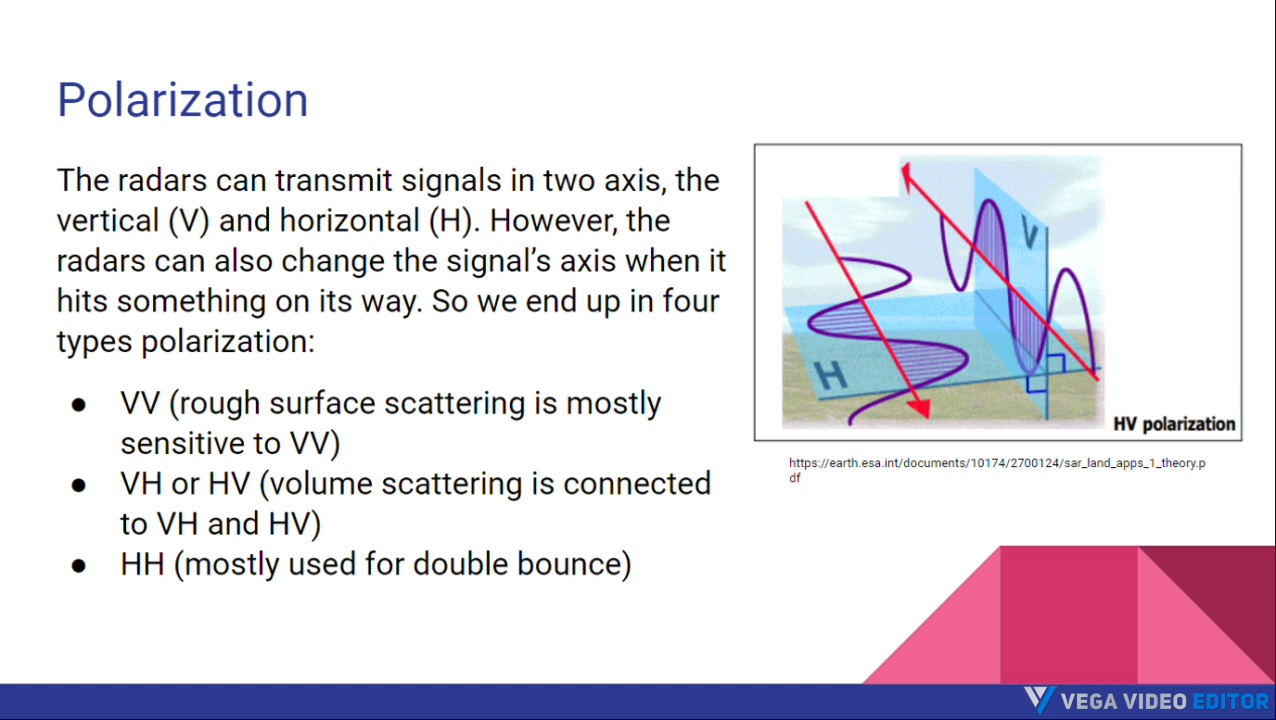 Polarization
The radars can transmit signals in two axis, the
vertical (V) and horizontal (H). However, the
radars can also change the signal's axis when it
hits something on its way. So we end up in four
types polarization:
● VV (rough surface scattering is mostly
sensitive to VV)
● VH or HV (volume scattering is connected
to VH and HV)
● HH (mostly used for double bounce)
V
H
HV polarization
https://earth.esa.int/documents/10174/2700124/sar_land_apps_1_theory.p
df
VEGA VIDEO EDITOR